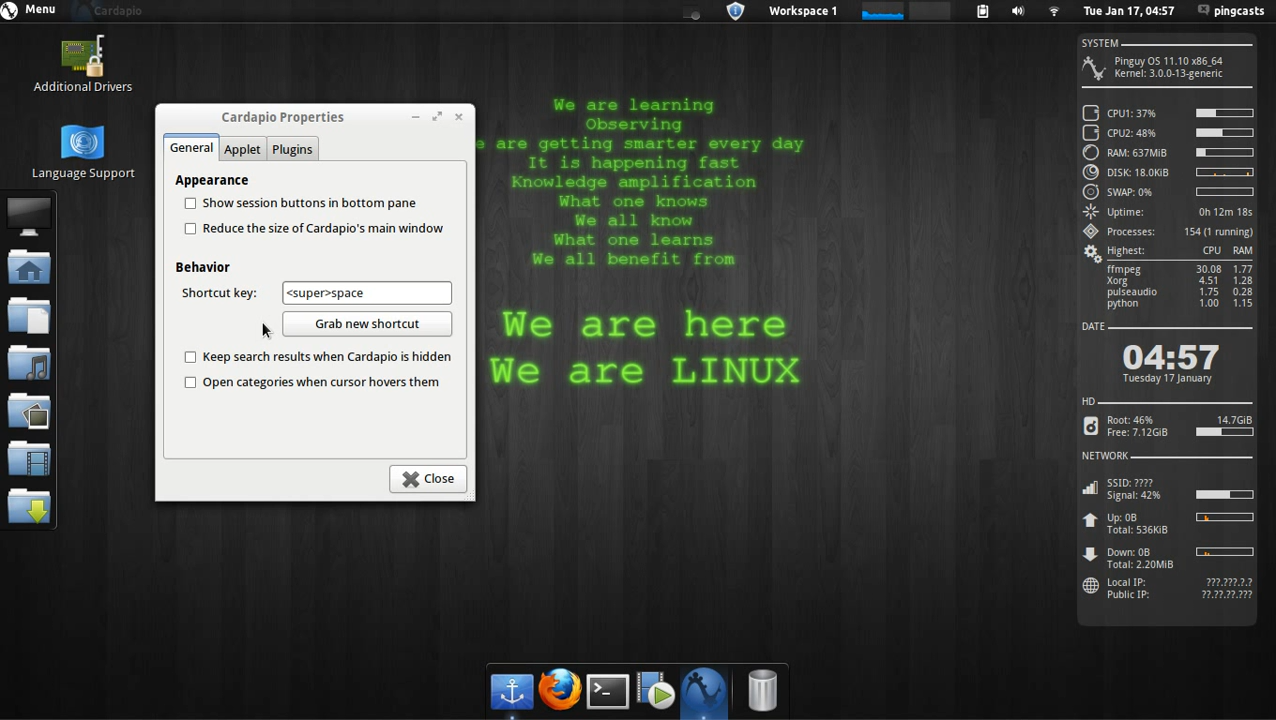 Menu
Cardapio
Workspace 1
Tue Jan 17, 04:57
pingcasts
Additional Drivers
Language Support
Cardapio Properties
General
Applet
Plugins
Appearance
Show session buttons in bottom pane
Reduce the size of Cardapio's main window
Behavior
Shortcut key:
<super>space
Grab new shortcut
Keep search results when Cardapio is hidden
Open categories when cursor hovers them
Close
We are learning
Observing
e are getting smarter every day
It is happening fast
Knowledge amplification
What one knows
We all know
What one learns
We all benefit from
We are here
We are LINUX
SYSTEM
Pinguy OS 11.10 x86_64
Kernel: 3.0.0-13-generic
CPU1: 37%
CPU2: 48%
RAM: 637MiB
DISK: 18.0KiB
SWAP: 0%
Uptime: 0h 12m 18s
Processes: 154 (1 running)
Highest: CPU RAM
ffmpeg 30.08 1.77
Xorg 4.51 1.28
pulseaudio 1.75 0.28
python 1.00 1.15
DATE
04:57
Tuesday 17 January
HD
Root: 46% 14.7GiB
Free: 7.12GiB
NETWORK
SSID: ????
Signal: 42%
Up: 0B
Total: 536KiB
Down: 0B
Total: 2.20MiB
Local IP: ???.???.?.?
Public IP: ??.??.??.???